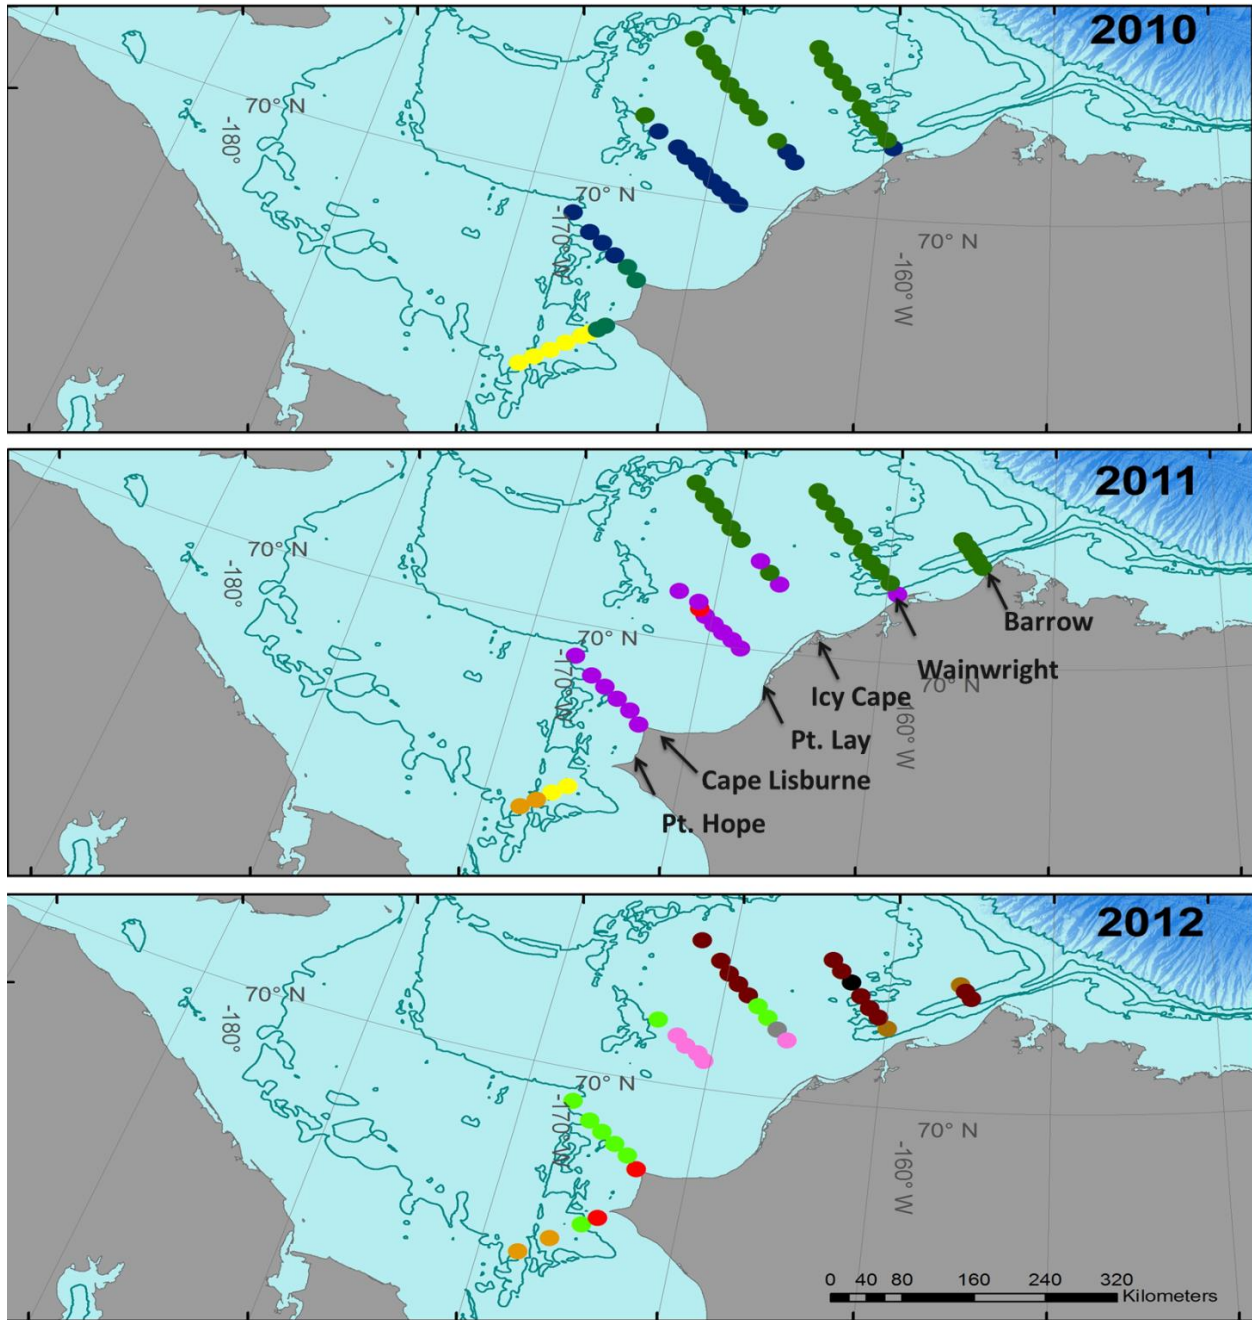 2010
70° N
-180°
70° N
-170° W
70° N
-160° W
2011
70° N
-180°
70° N
-170° W
Barrow
Wainwright
70° N
Icy Cape
-160° W
Pt. Lay
Cape Lisburne
Pt. Hope
2012
70° N
-180°
70° N
-170° W
70° N
-160° W
0 40 80 160 240 320
Kilometers